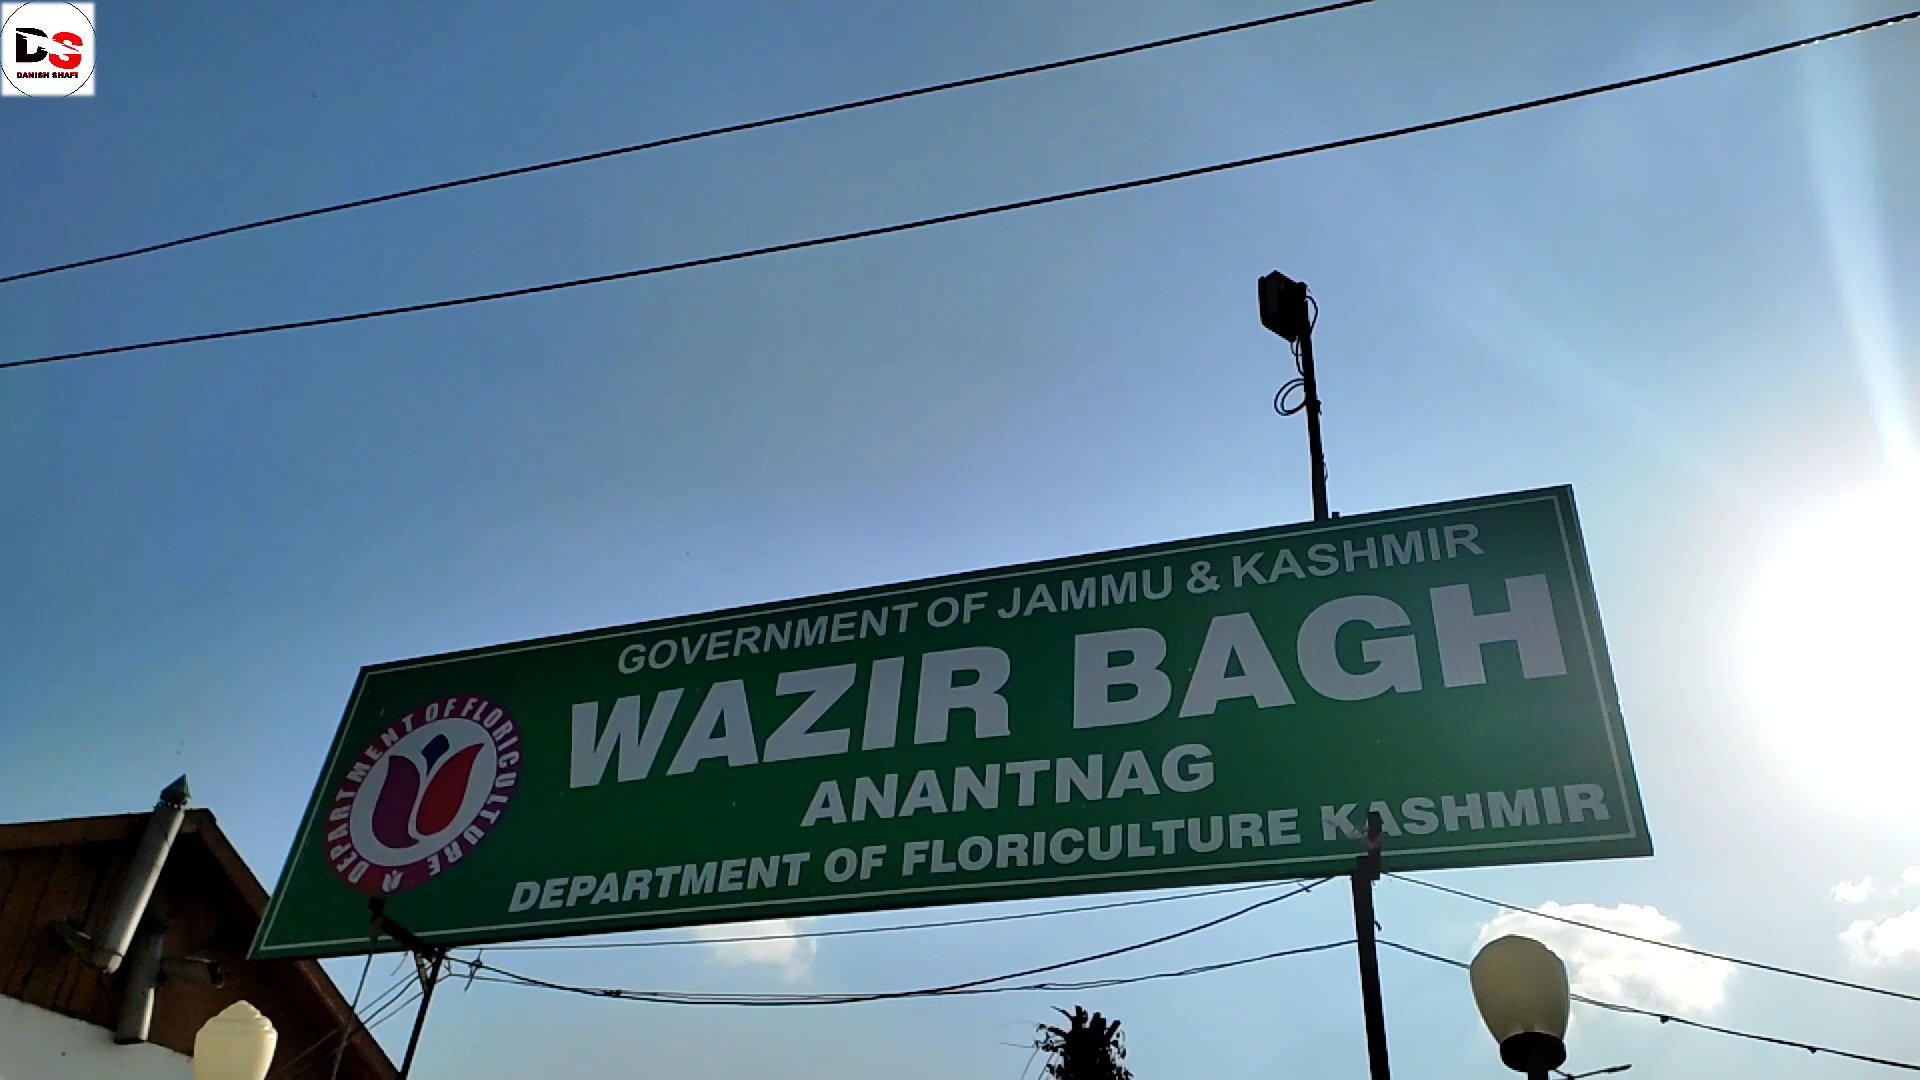 DS
DANISH SHAFI
GOVERNMENT OF JAMMU & KASHMIR
WAZIR BAGH
ANANTNAG
DEPARTMENT OF FLORICULTURE KASHMIR
DEPARTMENT OF FLORICULTURE